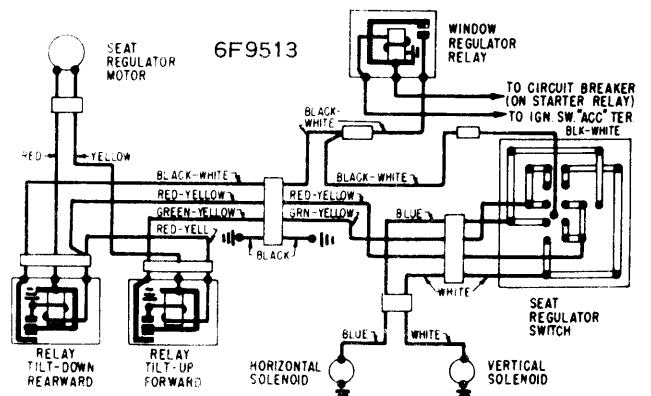 SEAT
REGULATOR
MOTOR
6F9513
WINDOW
REGULATOR
RELAY
TO CIRCUIT BREAKER
(ON STARTER RELAY)
TO IGN. SW. "ACC" TER.
BLK-WHITE
BLACK-
WHITE
RED
YELLOW
BLACK-WHITE
BLACK-WHITE
RED-YELLOW
RED-YELLOW
GREEN-YELLOW
GRN-YELLOW
BLUE
RED-YELL
BLACK
WHITE
SEAT
REGULATOR
SWITCH
BLUE
WHITE
RELAY
TILT-DOWN
REARWARD
RELAY
TILT-UP
FORWARD
HORIZONTAL
SOLENOID
VERTICAL
SOLENOID